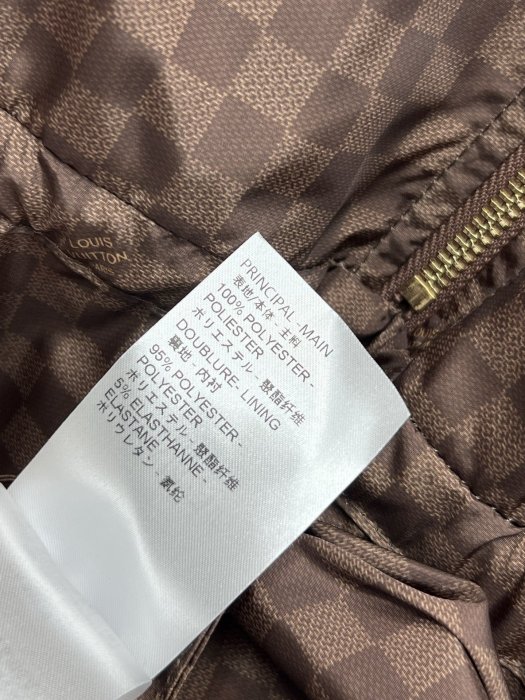 LOUIS
VUITTON
PARIS
PRINCIPAL - MAIN
表地/本体 - 主料
100% POLYESTER -
POLIESTER
ポリエステル - 聚酯纤维
DOUBLURE- LINING
裏地 - 内衬
95% POLYESTER -
POLYESTER
ポリエステル - 聚酯纤维
5% ELASTHANNE -
ELASTANE
ポリウレタン - 氨纶